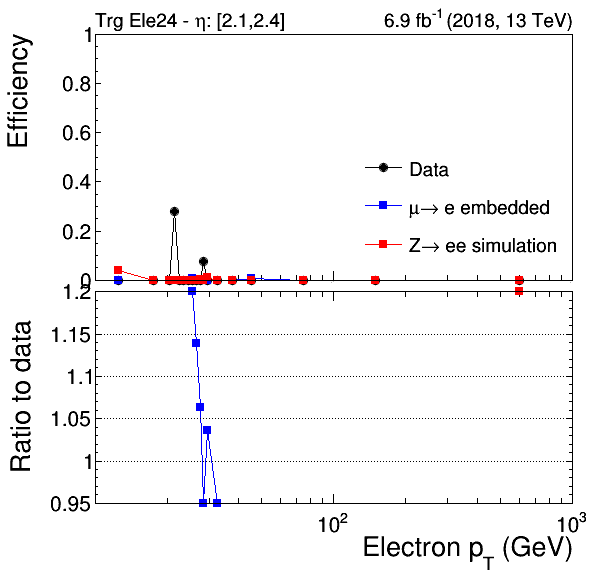 Trg Ele24 - η: [2.1,2.4]
6.9 fb⁻¹ (2018, 13 TeV)
Efficiency
1
0.8
0.6
0.4
0.2
0
Data
μ→ e embedded
Z→ ee simulation
Ratio to data
1.2
1.15
1.1
1.05
1
0.95
10²
10³
Electron p_T (GeV)